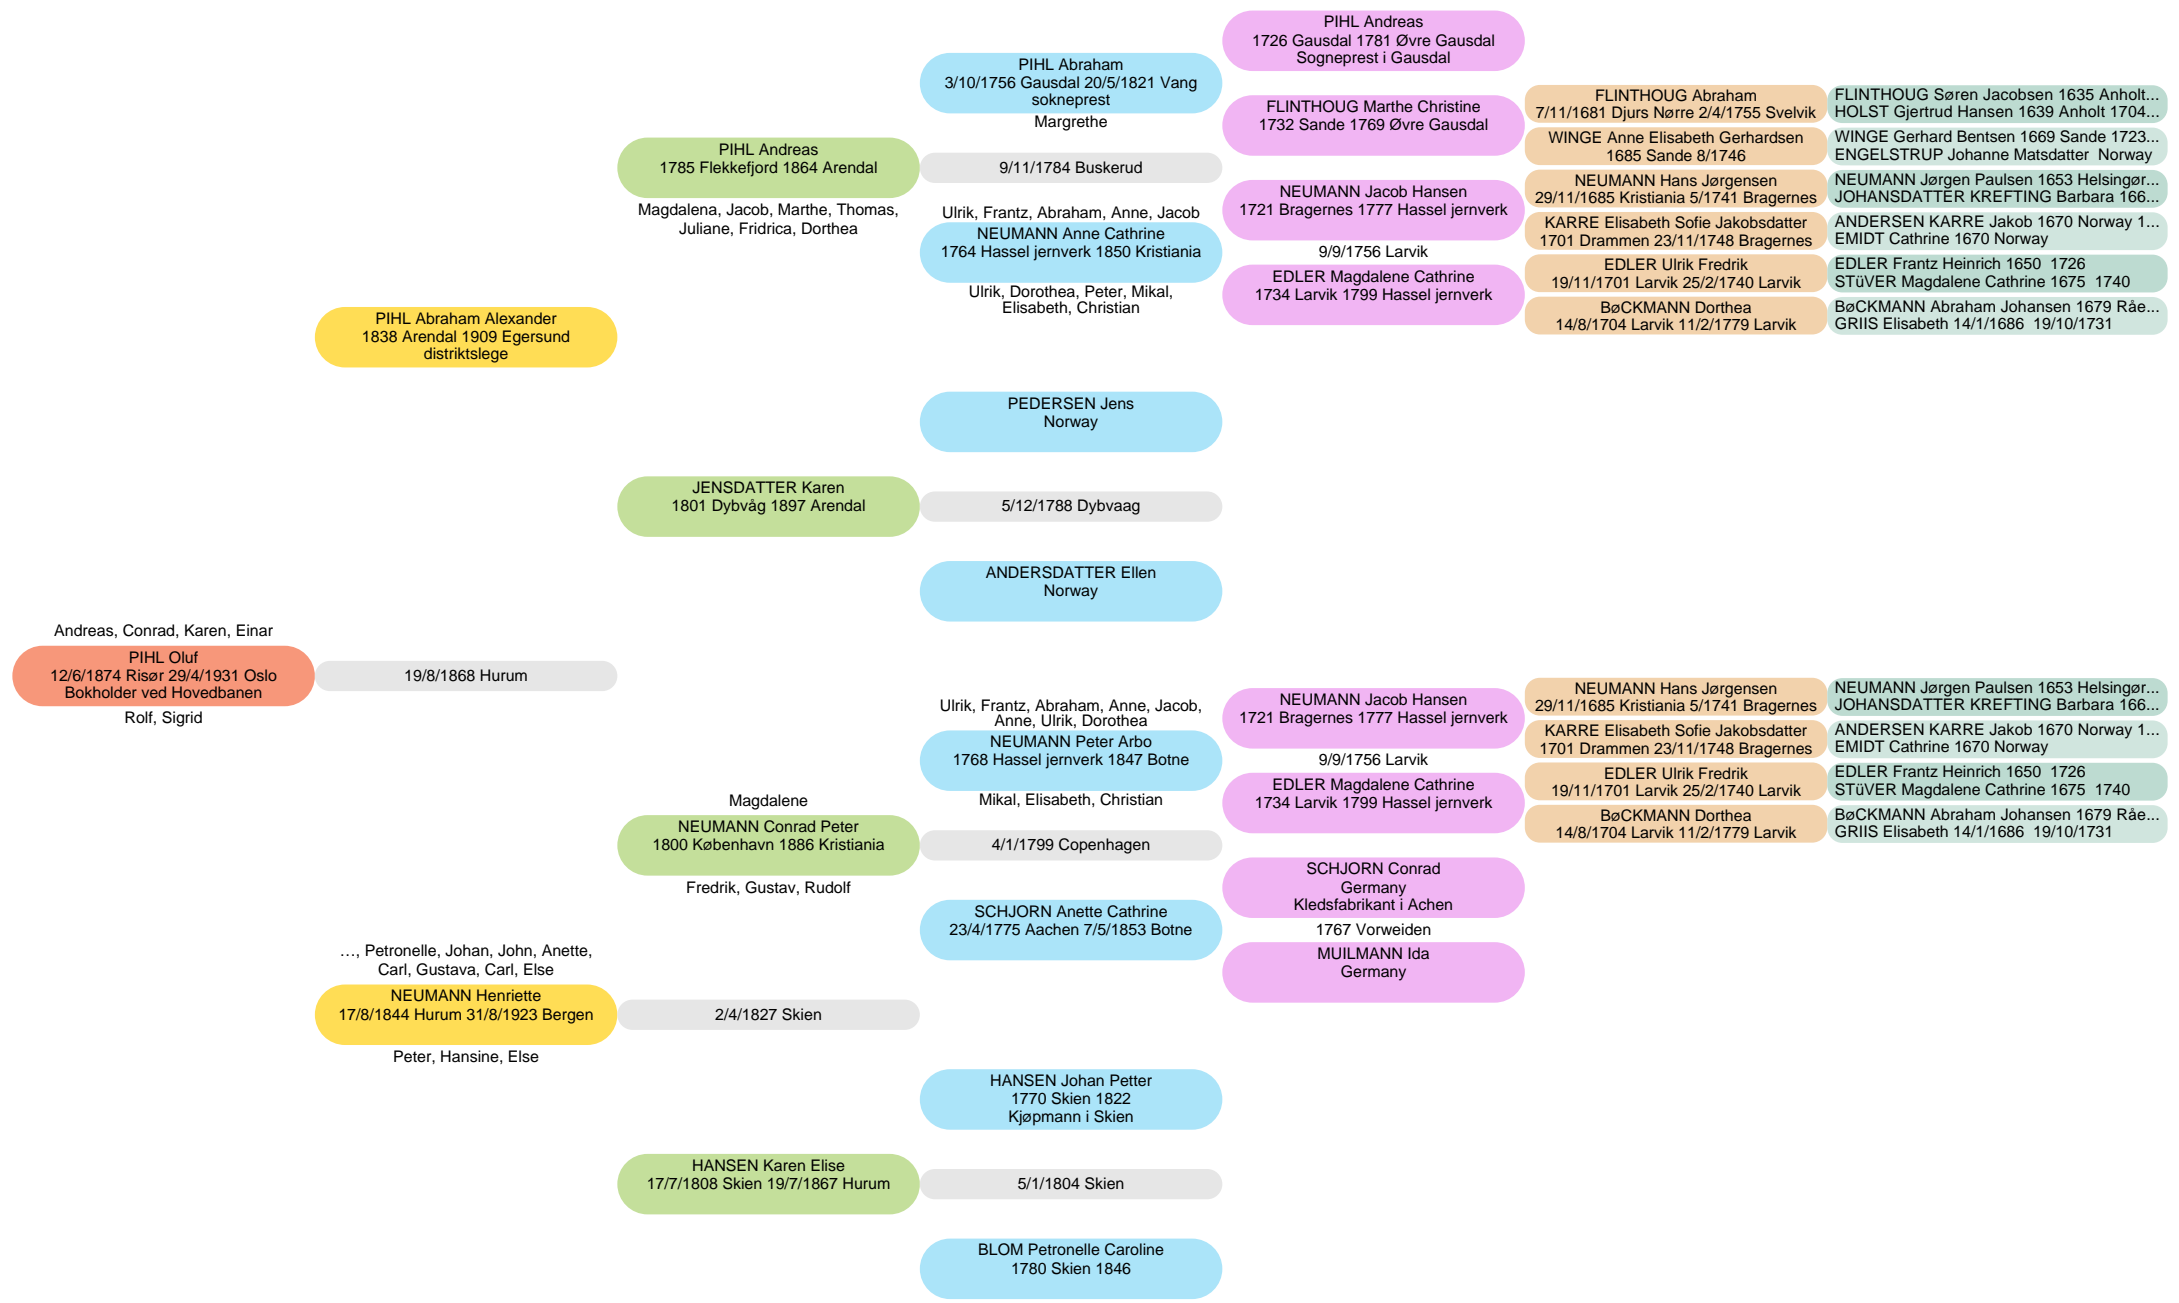 Andreas, Conrad, Karen, Einar
PIHL Oluf
12/6/1874 Risør 29/4/1931 Oslo
Bokholder ved Hovedbanen
Rolf, Sigrid
PIHL Abraham Alexander
1838 Arendal 1909 Egersund
distriktslege
19/8/1868 Hurum
…, Petronelle, Johan, John, Anette,
Carl, Gustava, Carl, Else
NEUMANN Henriette
17/8/1844 Hurum 31/8/1923 Bergen
Peter, Hansine, Else
PIHL Andreas
1785 Flekkefjord 1864 Arendal
Magdalena, Jacob, Marthe, Thomas,
Juliane, Fridrica, Dorthea
JENSDATTER Karen
1801 Dybvåg 1897 Arendal
Magdalene
NEUMANN Conrad Peter
1800 København 1886 Kristiania
Fredrik, Gustav, Rudolf
2/4/1827 Skien
HANSEN Karen Elise
17/7/1808 Skien 19/7/1867 Hurum
PIHL Abraham
3/10/1756 Gausdal 20/5/1821 Vang
sokneprest
Margrethe
9/11/1784 Buskerud
Ulrik, Frantz, Abraham, Anne, Jacob
NEUMANN Anne Cathrine
1764 Hassel jernverk 1850 Kristiania
Ulrik, Dorothea, Peter, Mikal,
Elisabeth, Christian
PEDERSEN Jens
Norway
5/12/1788 Dybvaag
ANDERSDATTER Ellen
Norway
Ulrik, Frantz, Abraham, Anne, Jacob,
Anne, Ulrik, Dorothea
NEUMANN Peter Arbo
1768 Hassel jernverk 1847 Botne
Mikal, Elisabeth, Christian
4/1/1799 Copenhagen
SCHJORN Anette Cathrine
23/4/1775 Aachen 7/5/1853 Botne
HANSEN Johan Petter
1770 Skien 1822
Kjøpmann i Skien
5/1/1804 Skien
BLOM Petronelle Caroline
1780 Skien 1846
PIHL Andreas
1726 Gausdal 1781 Øvre Gausdal
Sogneprest i Gausdal
FLINTHOUG Marthe Christine
1732 Sande 1769 Øvre Gausdal
NEUMANN Jacob Hansen
1721 Bragernes 1777 Hassel jernverk
9/9/1756 Larvik
EDLER Magdalene Cathrine
1734 Larvik 1799 Hassel jernverk
NEUMANN Jacob Hansen
1721 Bragernes 1777 Hassel jernverk
9/9/1756 Larvik
EDLER Magdalene Cathrine
1734 Larvik 1799 Hassel jernverk
SCHJORN Conrad
Germany
Kledsfabrikant i Achen
1767 Vorweiden
MUILMANN Ida
Germany
FLINTHOUG Abraham
7/11/1681 Djurs Nørre 2/4/1755 Svelvik
WINGE Anne Elisabeth Gerhardsen
1685 Sande 8/1746
NEUMANN Hans Jørgensen
29/11/1685 Kristiania 5/1741 Bragernes
KARRE Elisabeth Sofie Jakobsdatter
1701 Drammen 23/11/1748 Bragernes
EDLER Ulrik Fredrik
19/11/1701 Larvik 25/2/1740 Larvik
BøCKMANN Dorthea
14/8/1704 Larvik 11/2/1779 Larvik
NEUMANN Hans Jørgensen
29/11/1685 Kristiania 5/1741 Bragernes
KARRE Elisabeth Sofie Jakobsdatter
1701 Drammen 23/11/1748 Bragernes
EDLER Ulrik Fredrik
19/11/1701 Larvik 25/2/1740 Larvik
BøCKMANN Dorthea
14/8/1704 Larvik 11/2/1779 Larvik
FLINTHOUG Søren Jacobsen 1635 Anholt...
HOLST Gjertrud Hansen 1639 Anholt 1704...
WINGE Gerhard Bentsen 1669 Sande 1723...
ENGELSTRUP Johanne Matsdatter  Norway
NEUMANN Jørgen Paulsen 1653 Helsingør...
JOHANSDATTER KREFTING Barbara 166...
ANDERSEN KARRE Jakob 1670 Norway 1...
EMIDT Cathrine 1670 Norway
EDLER Frantz Heinrich 1650  1726
STüVER Magdalene Cathrine 1675  1740
BøCKMANN Abraham Johansen 1679 Råe...
GRIIS Elisabeth 14/1/1686  19/10/1731
NEUMANN Jørgen Paulsen 1653 Helsingør...
JOHANSDATTER KREFTING Barbara 166...
ANDERSEN KARRE Jakob 1670 Norway 1...
EMIDT Cathrine 1670 Norway
EDLER Frantz Heinrich 1650  1726
STüVER Magdalene Cathrine 1675  1740
BøCKMANN Abraham Johansen 1679 Råe...
GRIIS Elisabeth 14/1/1686  19/10/1731